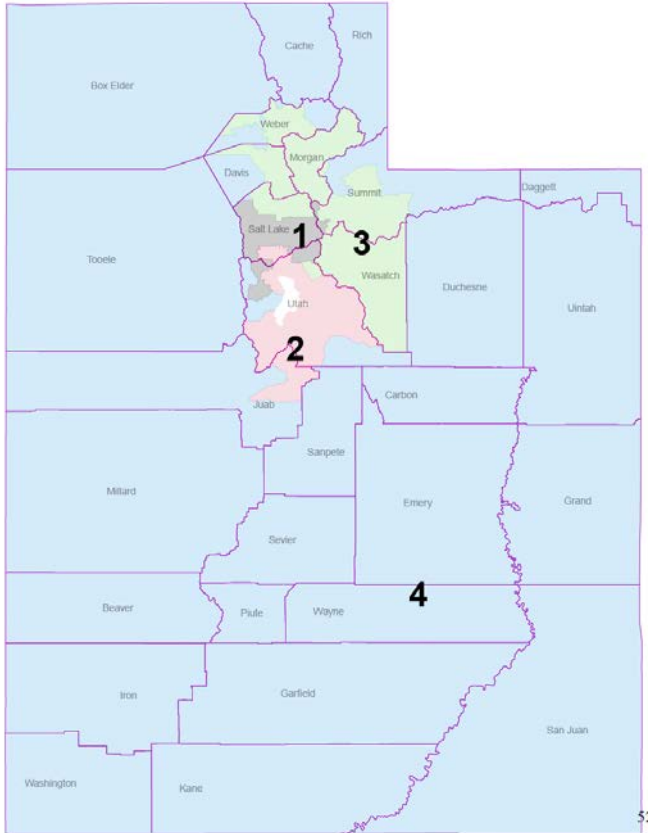 Rich
Cache
Box Elder
Weber
Morgan
Davis
Summit
Daggett
Salt Lake
1
3
Tooele
Wasatch
Duchesne
Uintah
Utah
2
Carbon
Juab
Sanpete
Millard
Emery
Grand
Sevier
4
Beaver
Piute
Wayne
Iron
Garfield
San Juan
Washington
Kane